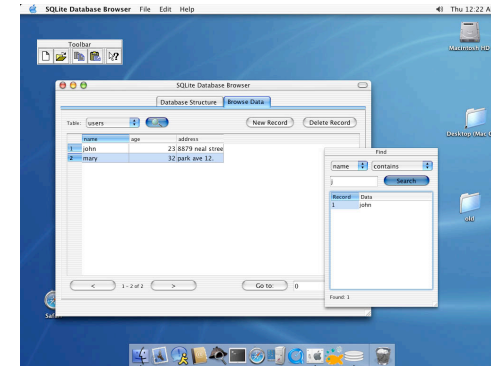 SQLite Database Browser File Edit Help
Thu 12:22 A
Toolbar
Macintosh HD
SQLite Database Browser
Database Structure Browse Data
Table: users
New Record Delete Record
name age address
1 john 23 8879 neal stree
2 mary 32 park ave 12.
Desktop (Mac O
Find
name contains
j Search
Record Data
1 john
old
< 1 - 2 of 2 > Go to: 0
Found: 1
Safa